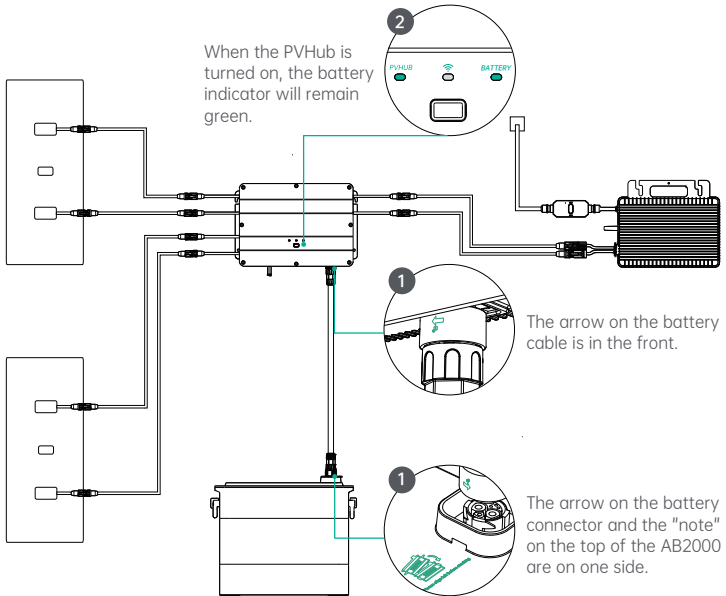 2
When the PVHub is
turned on, the battery
indicator will remain
green.
PVHUB
BATTERY
1
The arrow on the battery
cable is in the front.
1
The arrow on the battery
connector and the "note"
on the top of the AB2000
are on one side.